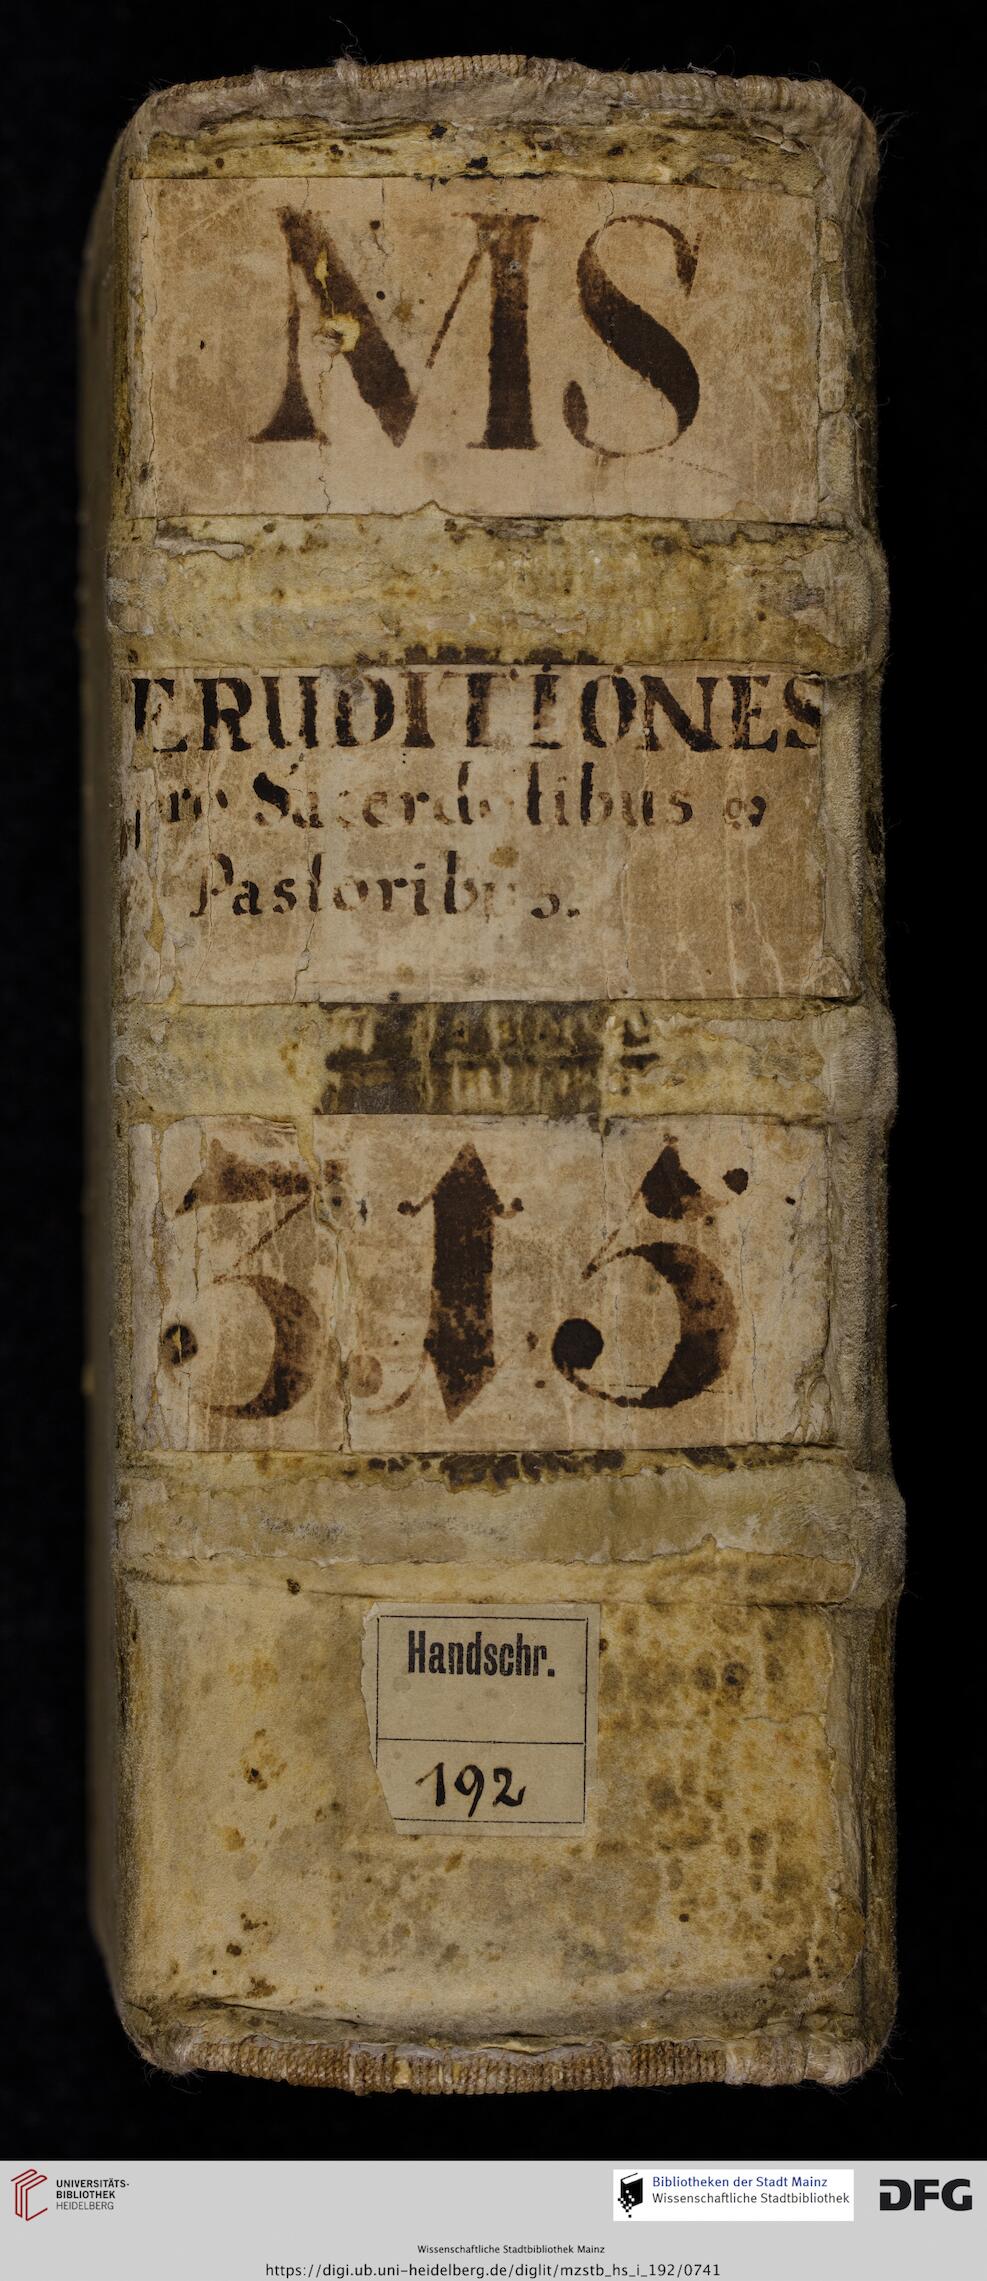 MS
ERUDITIONES
pro Sacerdotibus &
Pastoribus.
315
Handschr.
192
UNIVERSITÄTS-
BIBLIOTHEK
HEIDELBERG
Bibliotheken der Stadt Mainz
Wissenschaftliche Stadtbibliothek
DFG
Wissenschaftliche Stadtbibliothek Mainz
https://digi.ub.uni-heidelberg.de/diglit/mzstb_hs_i_192/0741